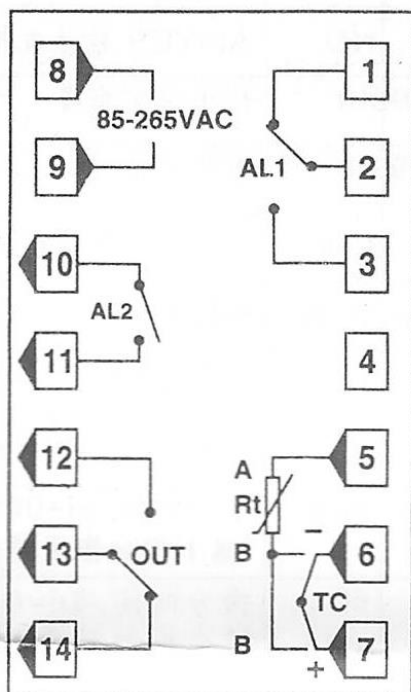 8 1
85-265VAC
9 AL1 2
10 3
AL2
11 4
12 A 5
Rt
13 OUT B − 6
TC
14 B + 7